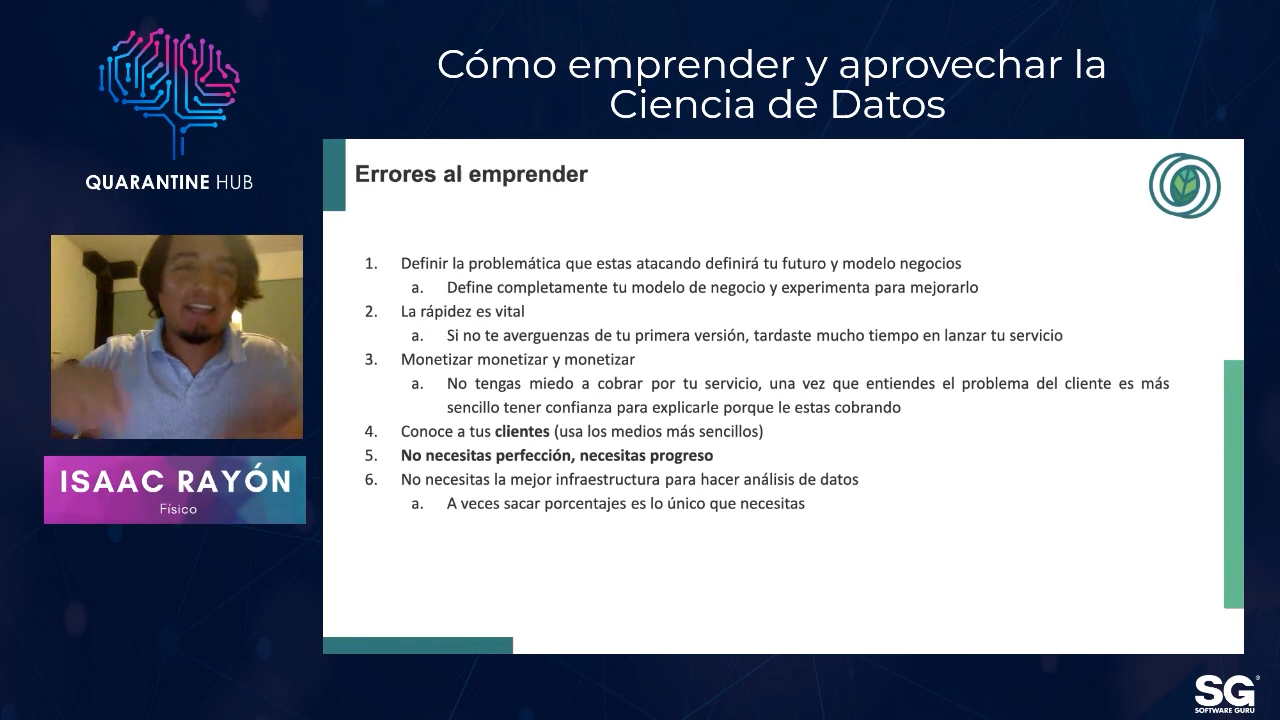 Cómo emprender y aprovechar la
Ciencia de Datos
QUARANTINE HUB
Errores al emprender
1. Definir la problemática que estas atacando definirá tu futuro y modelo negocios
a. Define completamente tu modelo de negocio y experimenta para mejorarlo
2. La rápidez es vital
a. Si no te averguenzas de tu primera versión, tardaste mucho tiempo en lanzar tu servicio
3. Monetizar monetizar y monetizar
a. No tengas miedo a cobrar por tu servicio, una vez que entiendes el problema del cliente es más
sencillo tener confianza para explicarle porque le estas cobrando
4. Conoce a tus clientes (usa los medios más sencillos)
5. No necesitas perfección, necesitas progreso
6. No necesitas la mejor infraestructura para hacer análisis de datos
a. A veces sacar porcentajes es lo único que necesitas
ISAAC RAYÓN
Físico
SG®
SOFTWARE GURU